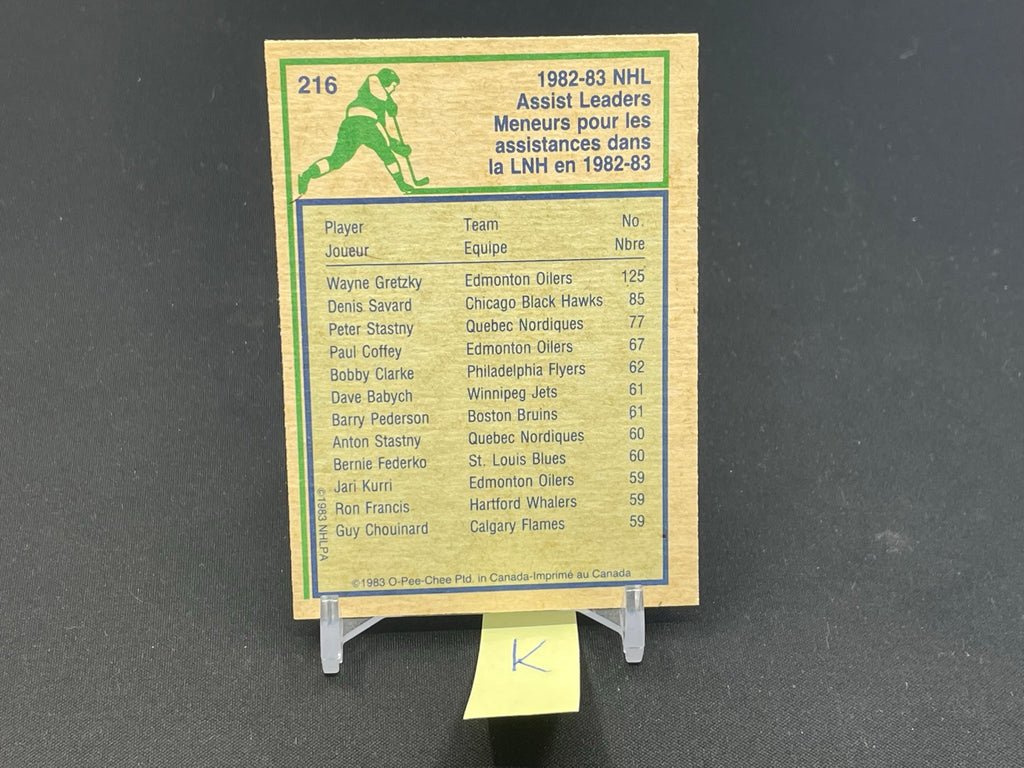 216
1982-83 NHL
Assist Leaders
Meneurs pour les
assistances dans
la LNH en 1982-83
Player Team No.
Joueur Equipe Nbre
Wayne Gretzky Edmonton Oilers 125
Denis Savard Chicago Black Hawks 85
Peter Stastny Quebec Nordiques 77
Paul Coffey Edmonton Oilers 67
Bobby Clarke Philadelphia Flyers 62
Dave Babych Winnipeg Jets 61
Barry Pederson Boston Bruins 61
Anton Stastny Quebec Nordiques 60
Bernie Federko St. Louis Blues 60
Jari Kurri Edmonton Oilers 59
Ron Francis Hartford Whalers 59
Guy Chouinard Calgary Flames 59
©1983 NHLPA
©1983 O-Pee-Chee Ptd. in Canada-Imprimé au Canada
K